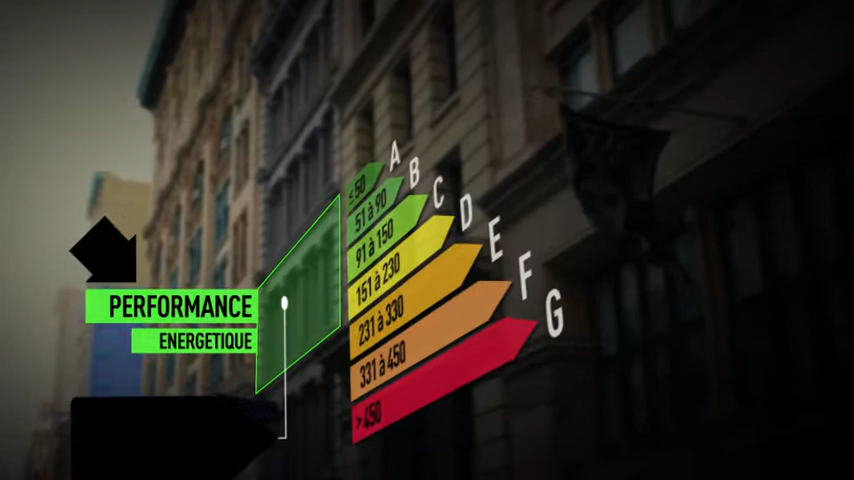 PERFORMANCE
ENERGETIQUE
≤50 A
51 à 90 B
91 à 150 C
151 à 230 D
231 à 330 E
331 à 450 F
>450 G